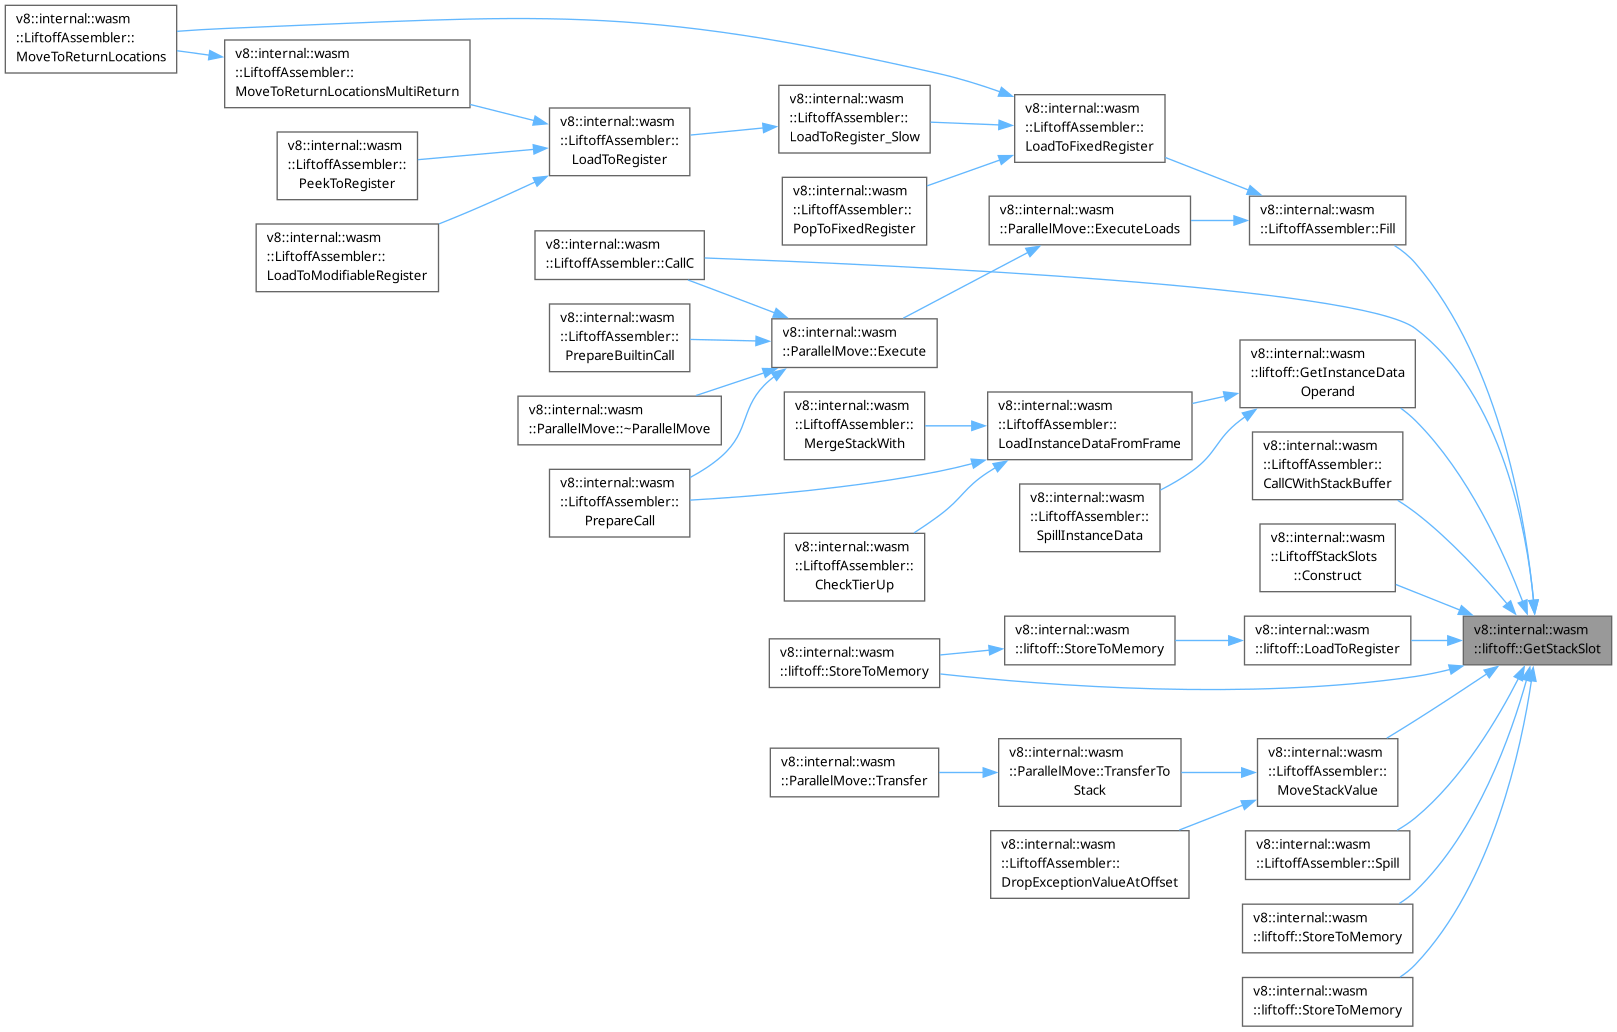 v8::internal::wasm
::LiftoffAssembler::
MoveToReturnLocations
v8::internal::wasm
::LiftoffAssembler::
MoveToReturnLocationsMultiReturn
v8::internal::wasm
::LiftoffAssembler::
PeekToRegister
v8::internal::wasm
::LiftoffAssembler::
LoadToModifiableRegister
v8::internal::wasm
::LiftoffAssembler::
LoadToRegister
v8::internal::wasm
::LiftoffAssembler::
LoadToRegister_Slow
v8::internal::wasm
::LiftoffAssembler::
PopToFixedRegister
v8::internal::wasm
::LiftoffAssembler::
LoadToFixedRegister
v8::internal::wasm
::ParallelMove::ExecuteLoads
v8::internal::wasm
::LiftoffAssembler::Fill
v8::internal::wasm
::LiftoffAssembler::CallC
v8::internal::wasm
::LiftoffAssembler::
PrepareBuiltinCall
v8::internal::wasm
::ParallelMove::~ParallelMove
v8::internal::wasm
::LiftoffAssembler::
PrepareCall
v8::internal::wasm
::ParallelMove::Execute
v8::internal::wasm
::LiftoffAssembler::
MergeStackWith
v8::internal::wasm
::LiftoffAssembler::
CheckTierUp
v8::internal::wasm
::LiftoffAssembler::
LoadInstanceDataFromFrame
v8::internal::wasm
::LiftoffAssembler::
SpillInstanceData
v8::internal::wasm
::liftoff::GetInstanceData
Operand
v8::internal::wasm
::LiftoffAssembler::
CallCWithStackBuffer
v8::internal::wasm
::LiftoffStackSlots
::Construct
v8::internal::wasm
::liftoff::StoreToMemory
v8::internal::wasm
::liftoff::StoreToMemory
v8::internal::wasm
::liftoff::LoadToRegister
v8::internal::wasm
::liftoff::GetStackSlot
v8::internal::wasm
::ParallelMove::Transfer
v8::internal::wasm
::ParallelMove::TransferTo
Stack
v8::internal::wasm
::LiftoffAssembler::
MoveStackValue
v8::internal::wasm
::LiftoffAssembler::
DropExceptionValueAtOffset
v8::internal::wasm
::LiftoffAssembler::Spill
v8::internal::wasm
::liftoff::StoreToMemory
v8::internal::wasm
::liftoff::StoreToMemory